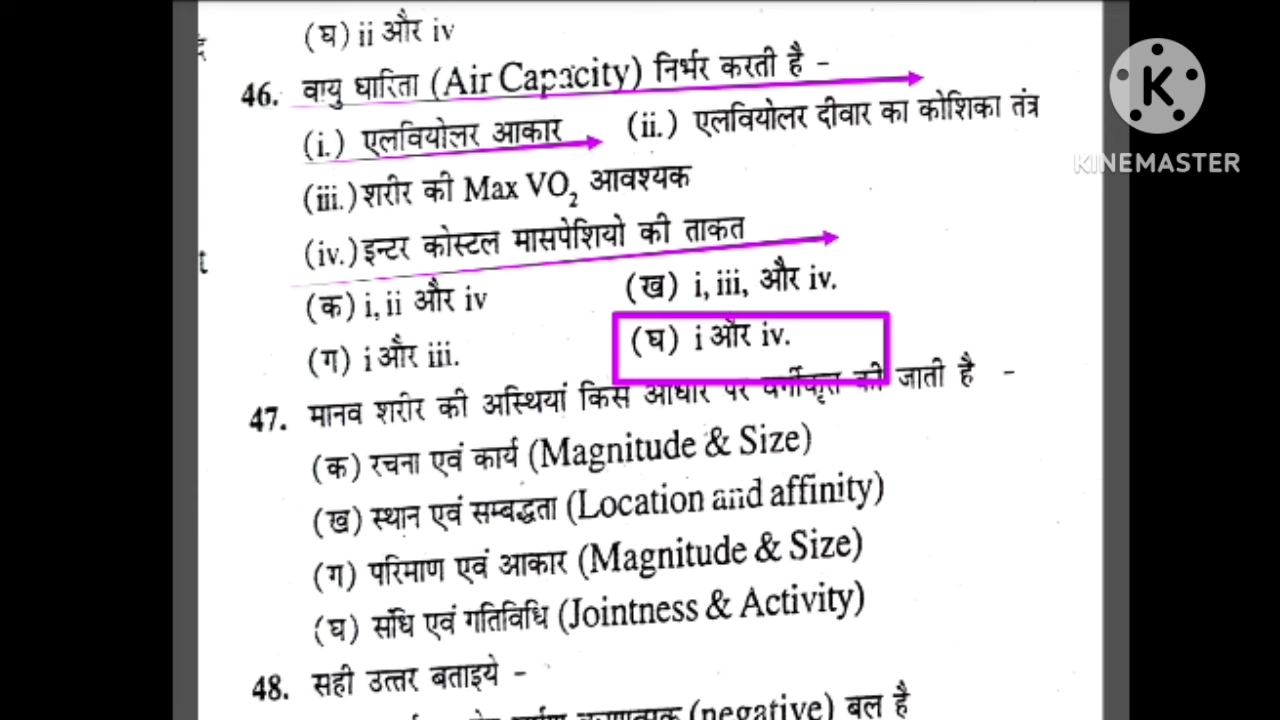 (घ) ii और iv
46. वायु धारिता (Air Capacity) निर्भर करती है -
(i.) एलवियोलर आकार (ii.) एलवियोलर दीवार का कोशिका तंत्र
(iii.) शरीर की Max VO₂ आवश्यक
(iv.) इन्टर कोस्टल मासपेशियो की ताकत
(क) i, ii और iv (ख) i, iii, और iv.
(ग) i और iii. (घ) i और iv.
47. मानव शरीर की अस्थियां किस आधार पर वर्गीकृत की जाती है -
(क) रचना एवं कार्य (Magnitude & Size)
(ख) स्थान एवं सम्बद्धता (Location and affinity)
(ग) परिमाण एवं आकार (Magnitude & Size)
(घ) संधि एवं गतिविधि (Jointness & Activity)
48. सही उत्तर बताइये -
(negative) बल है
K
KINEMASTER